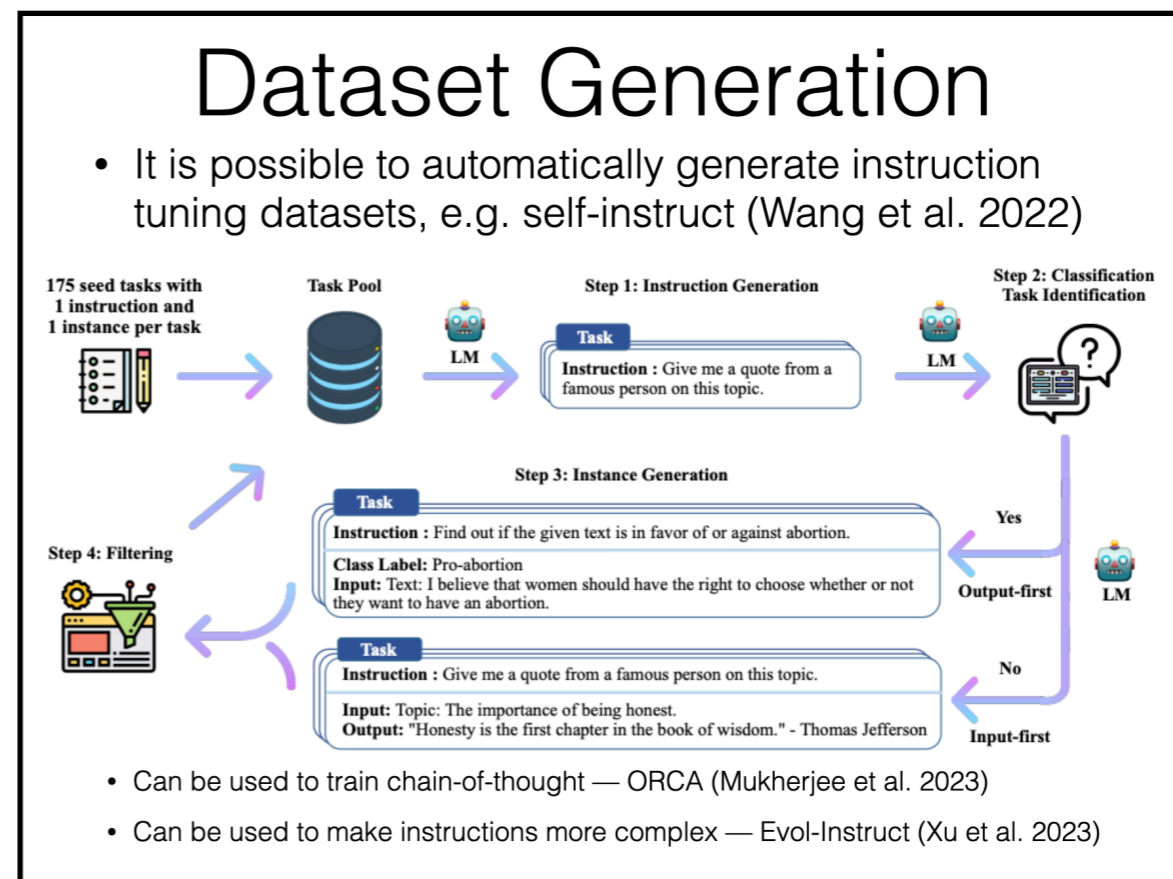 Dataset Generation
• It is possible to automatically generate instruction
tuning datasets, e.g. self-instruct (Wang et al. 2022)
175 seed tasks with
1 instruction and
1 instance per task
Task Pool
LM
Step 1: Instruction Generation
Task
Instruction : Give me a quote from a
famous person on this topic.
LM
Step 2: Classification
Task Identification
Step 3: Instance Generation
Task
Instruction : Find out if the given text is in favor of or against abortion.
Class Label: Pro-abortion
Input: Text: I believe that women should have the right to choose whether or not
they want to have an abortion.
Yes
Output-first
LM
Step 4: Filtering
Task
Instruction : Give me a quote from a famous person on this topic.
Input: Topic: The importance of being honest.
Output: "Honesty is the first chapter in the book of wisdom." - Thomas Jefferson
No
Input-first
• Can be used to train chain-of-thought — ORCA (Mukherjee et al. 2023)
• Can be used to make instructions more complex — Evol-Instruct (Xu et al. 2023)